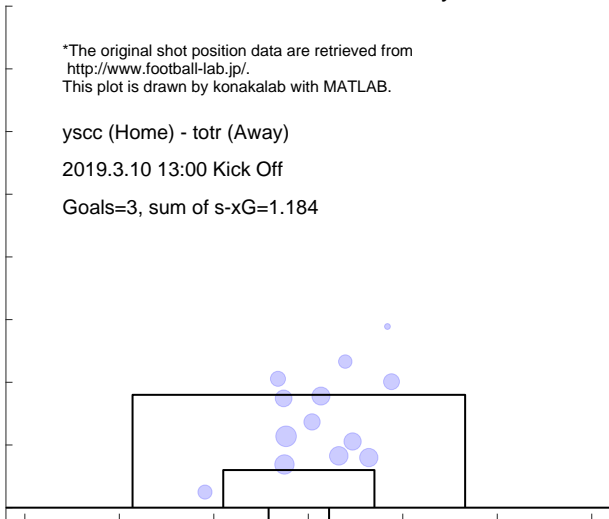 *The original shot position data are retrieved from
http://www.football-lab.jp/.
This plot is drawn by konakalab with MATLAB.
yscc (Home) - totr (Away)
2019.3.10 13:00 Kick Off
Goals=3, sum of s-xG=1.184